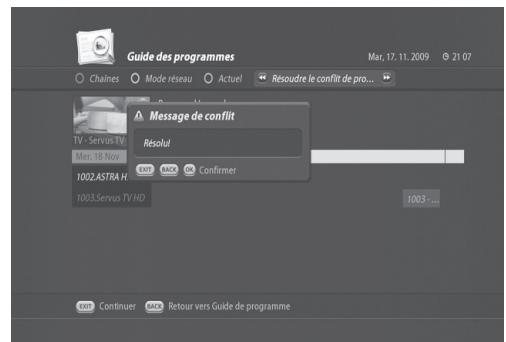 Guide des programmes
Mar, 17. 11. 2009 21 07
Chaînes Mode réseau Actuel Résoudre le conflit de pro...
Message de conflit
TV - Servus TV
Résolu!
Mer. 18 Nov
EXIT BACK OK Confirmer
1002.ASTRA H
1003.Servus TV HD
1003 - ...
EXIT Continuer BACK Retour vers Guide de programme